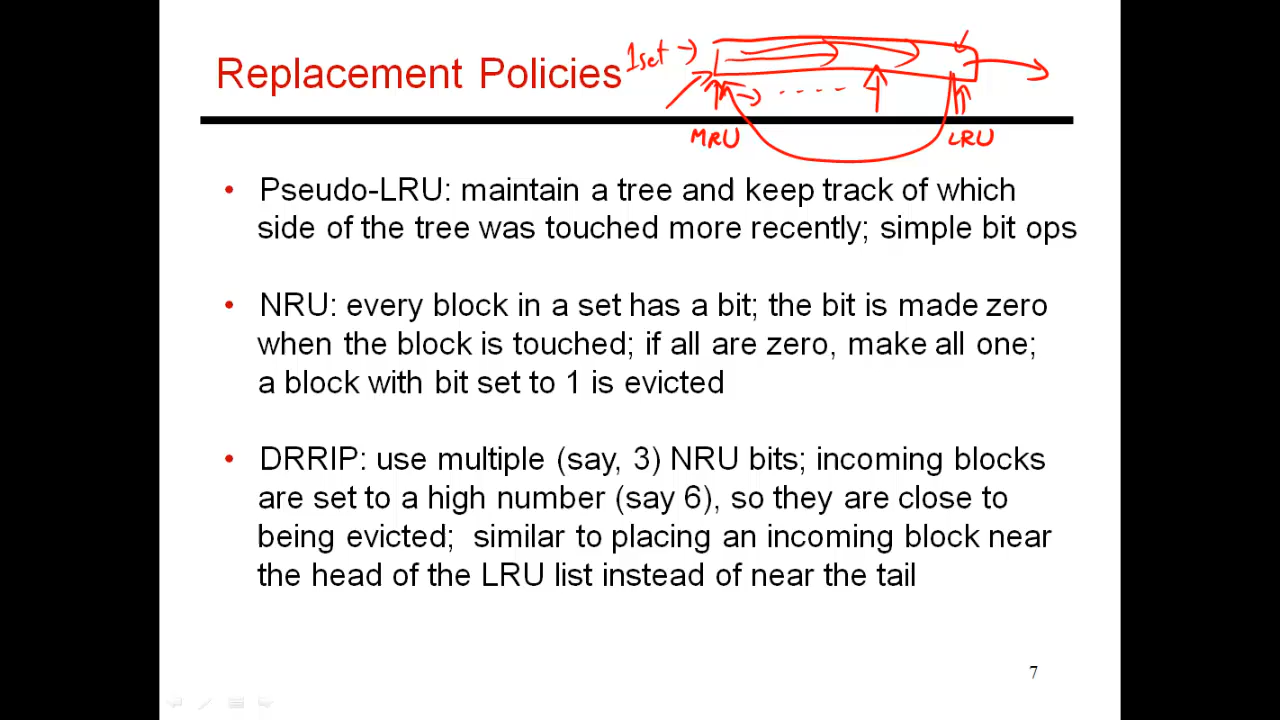 Replacement Policies
1set
MRU
LRU
• Pseudo-LRU: maintain a tree and keep track of which
side of the tree was touched more recently; simple bit ops
• NRU: every block in a set has a bit; the bit is made zero
when the block is touched; if all are zero, make all one;
a block with bit set to 1 is evicted
• DRRIP: use multiple (say, 3) NRU bits; incoming blocks
are set to a high number (say 6), so they are close to
being evicted; similar to placing an incoming block near
the head of the LRU list instead of near the tail
7